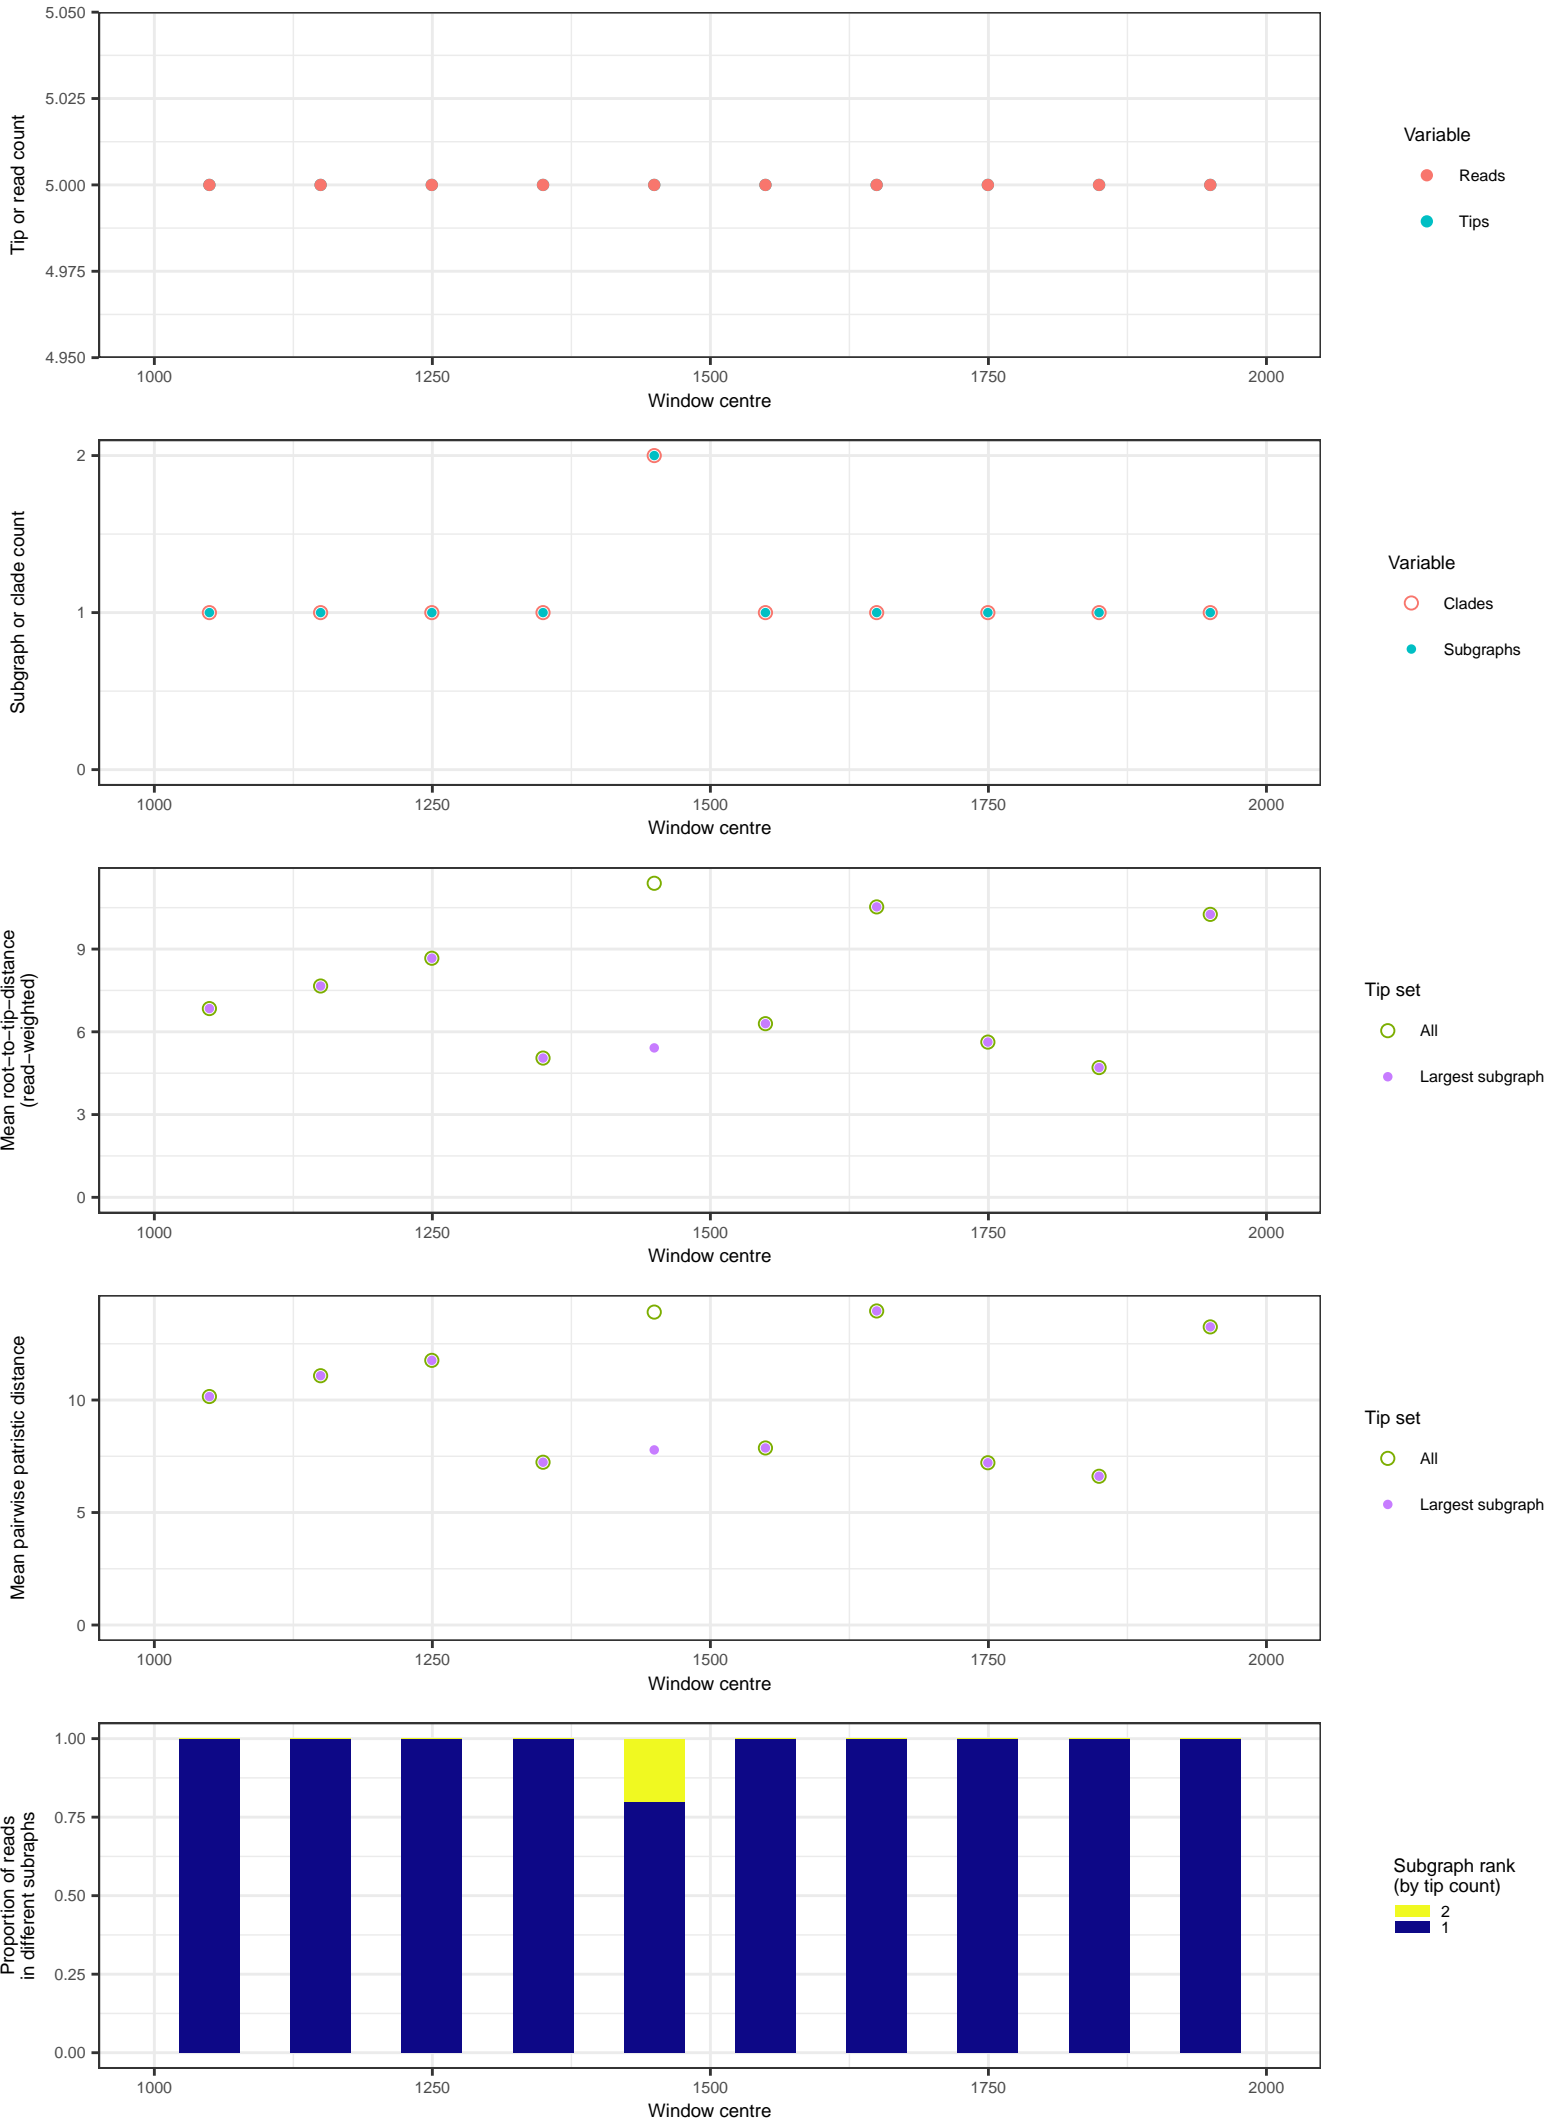 5.050
5.025
5.000
4.975
4.950
Tip or read count
1000 1250 1500 1750 2000
Window centre
Variable
Reads
Tips
2
1
0
Subgraph or clade count
1000 1250 1500 1750 2000
Window centre
Variable
Clades
Subgraphs
9
6
3
0
Mean root−to−tip−distance
(read−weighted)
1000 1250 1500 1750 2000
Window centre
Tip set
All
Largest subgraph
10
5
0
Mean pairwise patristic distance
1000 1250 1500 1750 2000
Window centre
Tip set
All
Largest subgraph
1.00
0.75
0.50
0.25
0.00
Proportion of reads
in different subraphs
1000 1250 1500 1750 2000
Window centre
Subgraph rank
(by tip count)
2
1